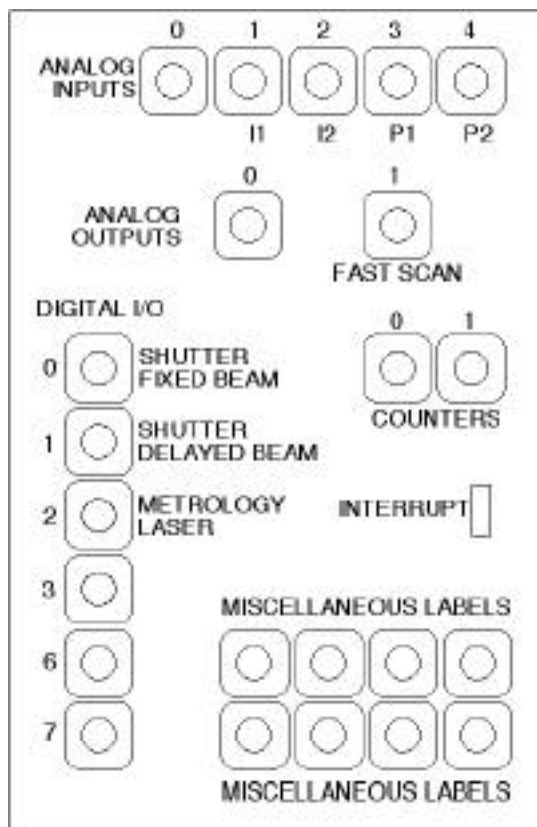 0 1 2 3 4
ANALOG
INPUTS
I1 I2 P1 P2
0 1
ANALOG
OUTPUTS
FAST SCAN
DIGITAL I/O
0 1
0 SHUTTER
FIXED BEAM
COUNTERS
1 SHUTTER
DELAYED BEAM
2 METROLOGY
LASER
INTERRUPT
3
MISCELLANEOUS LABELS
6
7
MISCELLANEOUS LABELS